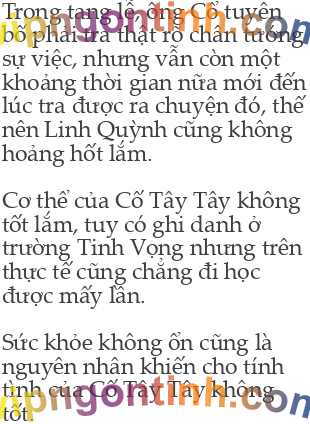 Trong tang lễ, ông Cố tuyên
bố phải tra thật rõ chân tướng
sự việc, nhưng vẫn còn một
khoảng thời gian nữa mới đến
lúc tra được ra chuyện đó, thế
nên Linh Quỳnh cũng không
hoảng hốt lắm.
Cơ thể của Cố Tây Tây không
tốt lắm, tuy có ghi danh ở
trường Tinh Vọng nhưng trên
thực tế cũng chẳng đi học
được mấy lần.
Sức khỏe không ổn cũng là
nguyên nhân khiến cho tính
tình của Cố Tây Tây không
tốt.